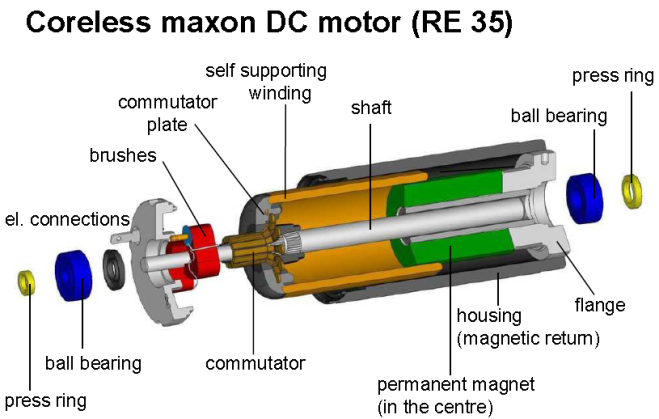 Coreless maxon DC motor (RE 35)
self supporting
winding
press ring
commutator
plate
shaft
ball bearing
brushes
el. connections
flange
housing
(magnetic return)
ball bearing
commutator
permanent magnet
(in the centre)
press ring